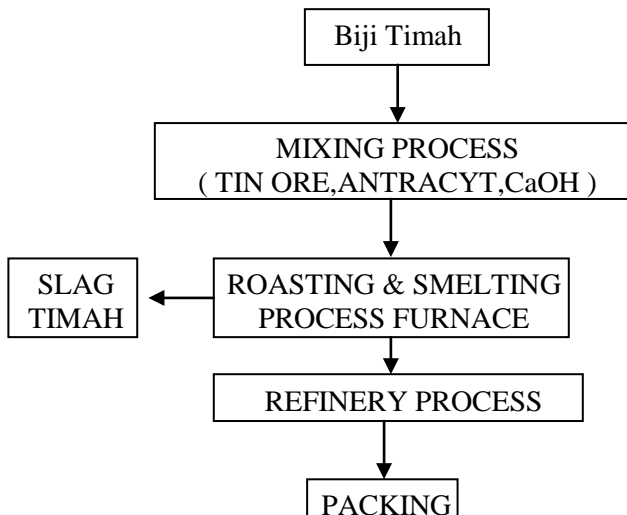 Biji Timah
MIXING PROCESS
( TIN ORE,ANTRACYT,CaOH )
SLAG
TIMAH
ROASTING & SMELTING
PROCESS FURNACE
REFINERY PROCESS
PACKING